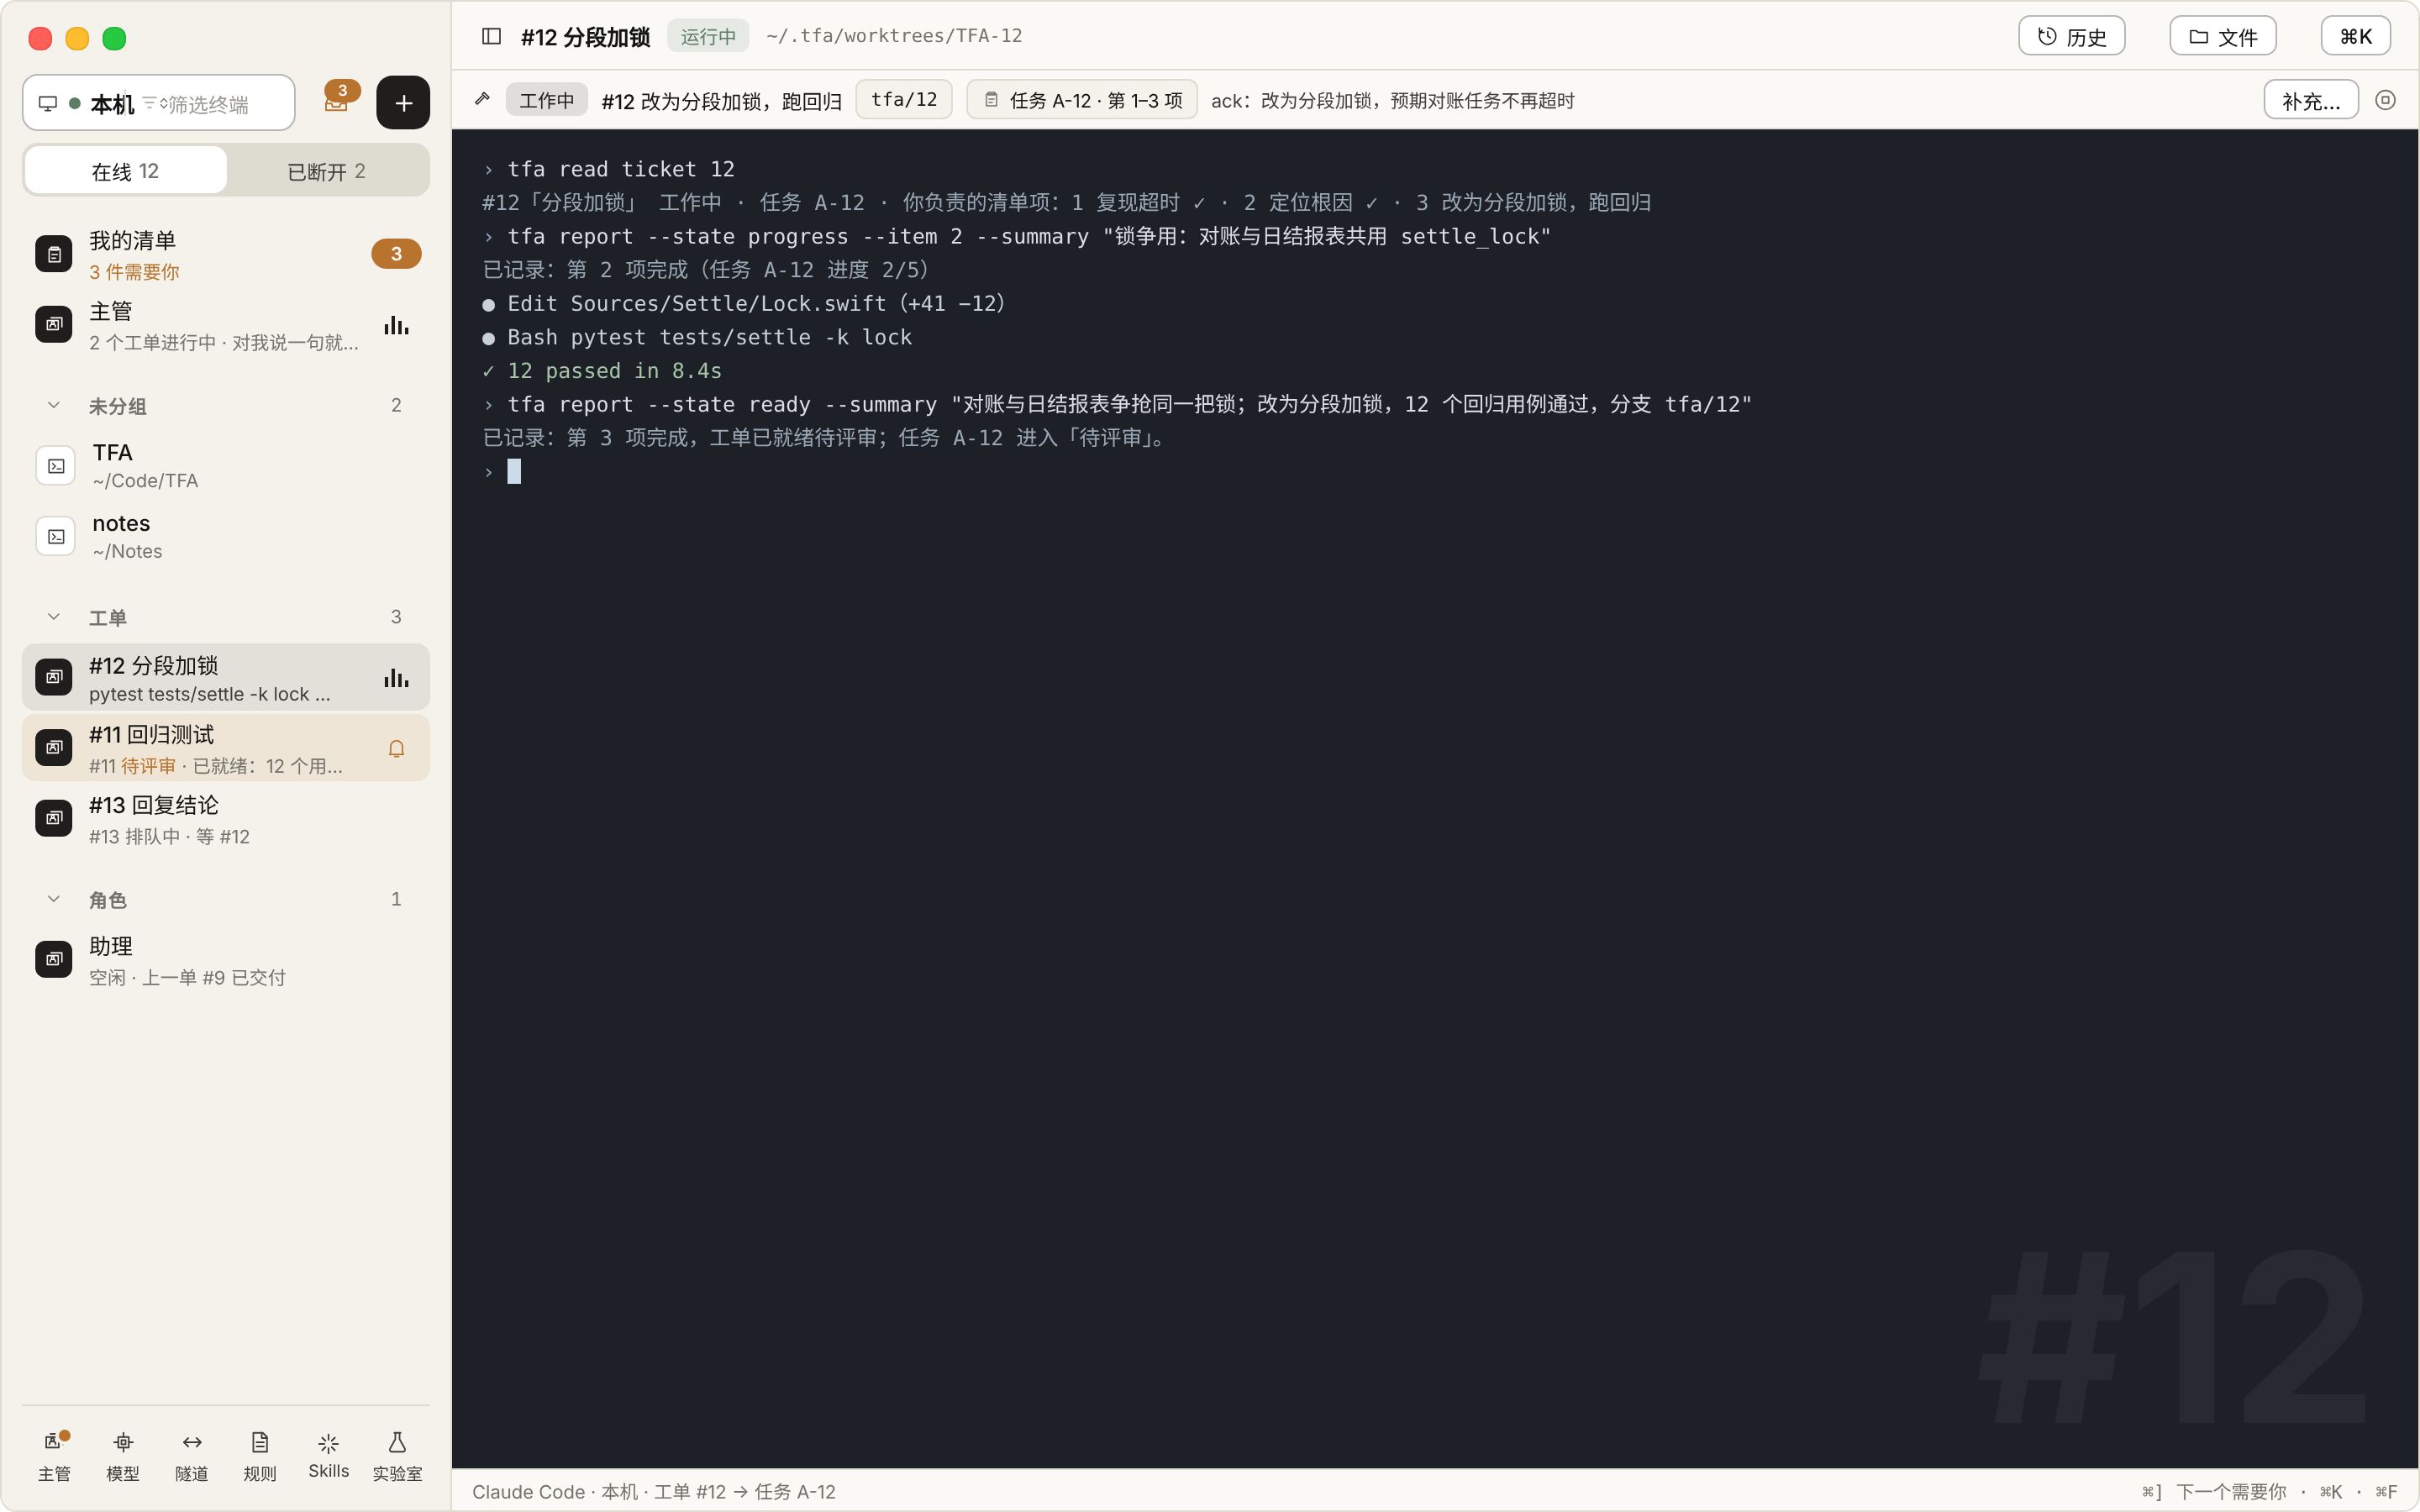 本机 筛选终端
3
+
在线 12
已断开 2
我的清单
3 件需要你
3
主管
2 个工单进行中 · 对我说一句就…
未分组 2
TFA
~/Code/TFA
notes
~/Notes
工单 3
#12 分段加锁
pytest tests/settle -k lock …
#11 回归测试
#11 待评审 · 已就绪：12 个用…
#13 回复结论
#13 排队中 · 等 #12
角色 1
助理
空闲 · 上一单 #9 已交付
主管
模型
隧道
规则
Skills
实验室
#12 分段加锁 运行中 ~/.tfa/worktrees/TFA-12
历史
文件
⌘K
工作中 #12 改为分段加锁，跑回归 tfa/12 任务 A-12 · 第 1–3 项 ack：改为分段加锁，预期对账任务不再超时
补充…
› tfa read ticket 12
#12「分段加锁」 工作中 · 任务 A-12 · 你负责的清单项：1 复现超时 ✓ · 2 定位根因 ✓ · 3 改为分段加锁，跑回归
› tfa report --state progress --item 2 --summary "锁争用：对账与日结报表共用 settle_lock"
已记录：第 2 项完成（任务 A-12 进度 2/5）
● Edit Sources/Settle/Lock.swift（+41 −12）
● Bash pytest tests/settle -k lock
✓ 12 passed in 8.4s
› tfa report --state ready --summary "对账与日结报表争抢同一把锁；改为分段加锁，12 个回归用例通过，分支 tfa/12"
已记录：第 3 项完成，工单已就绪待评审；任务 A-12 进入「待评审」。
›
#12
Claude Code · 本机 · 工单 #12 → 任务 A-12
⌘] 下一个需要你 · ⌘K · ⌘F